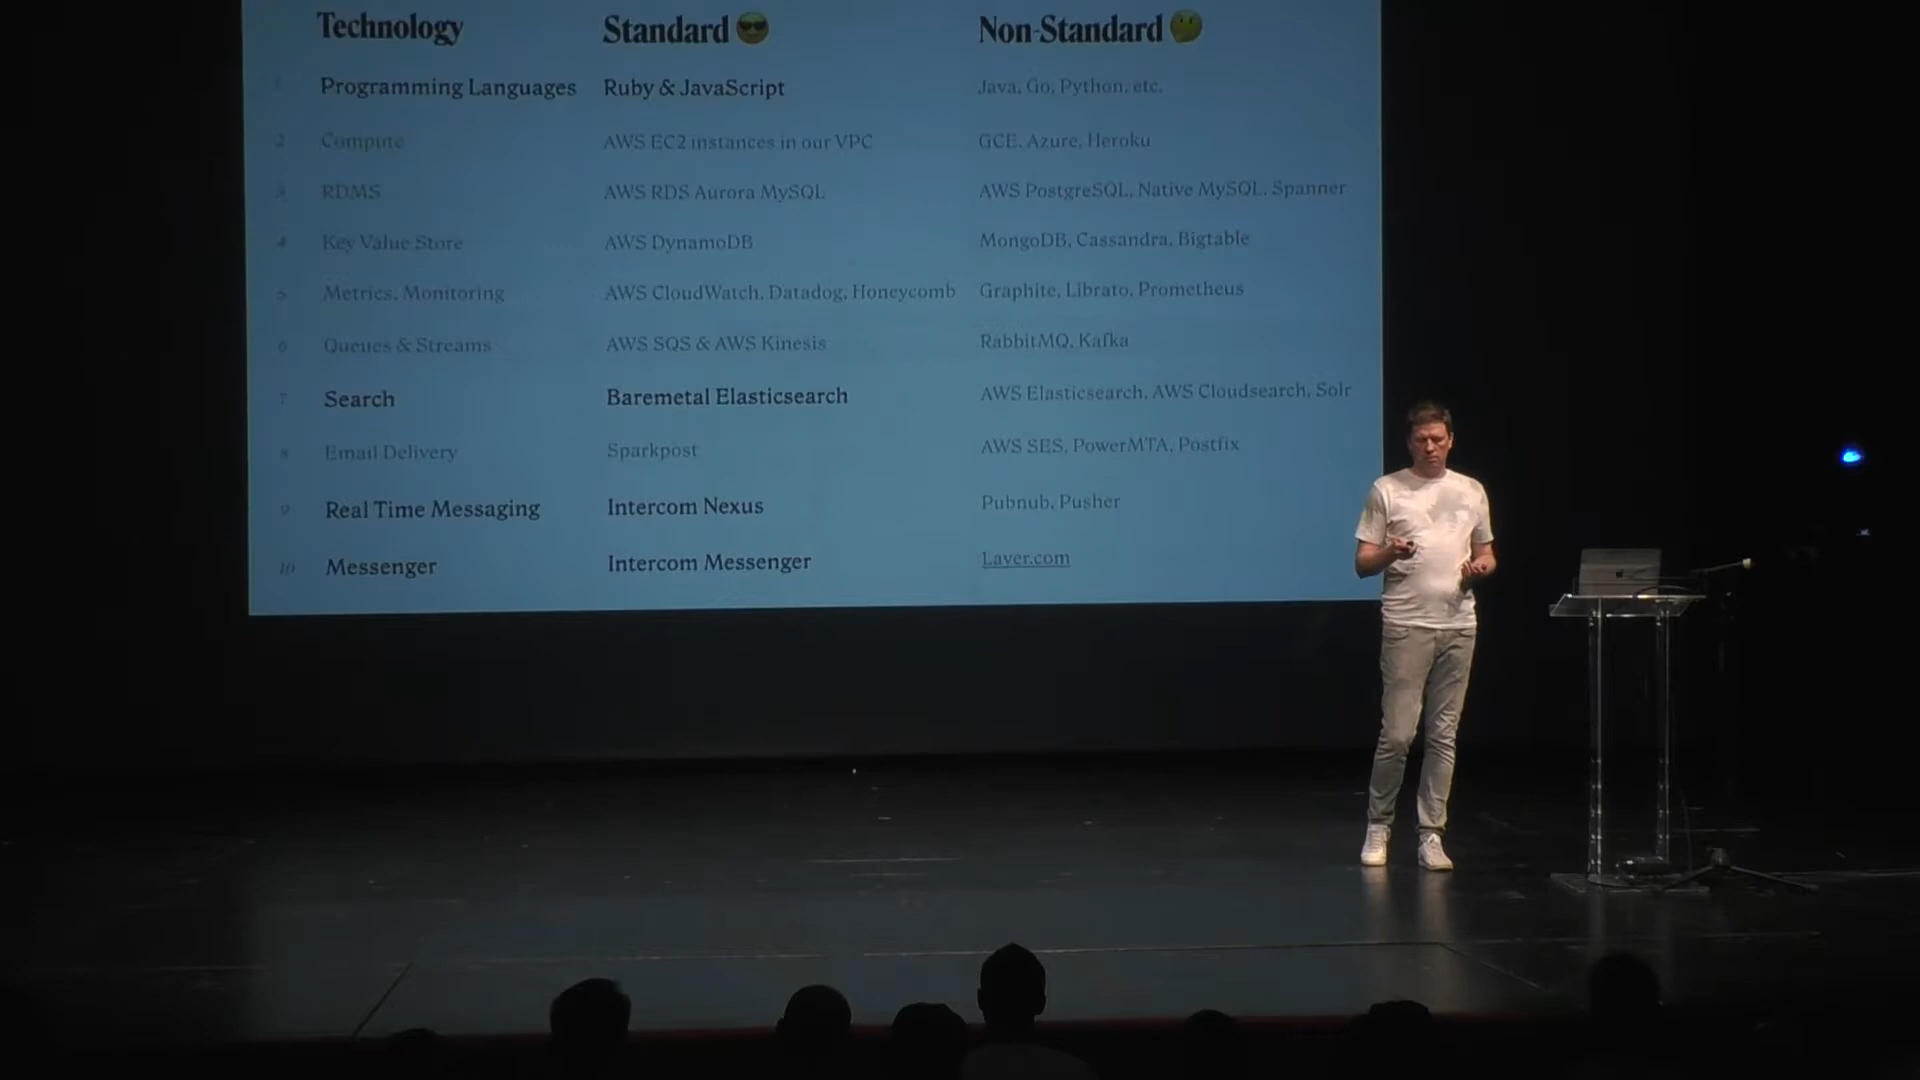 Technology Standard 😎 Non-Standard 🤔
1 Programming Languages Ruby & JavaScript Java, Go, Python, etc.
2 Compute AWS EC2 instances in our VPC GCE, Azure, Heroku
3 RDMS AWS RDS Aurora MySQL AWS PostgreSQL, Native MySQL, Spanner
4 Key Value Store AWS DynamoDB MongoDB, Cassandra, Bigtable
5 Metrics, Monitoring AWS CloudWatch, Datadog, Honeycomb Graphite, Librato, Prometheus
6 Queues & Streams AWS SQS & AWS Kinesis RabbitMQ, Kafka
7 Search Baremetal Elasticsearch AWS Elasticsearch, AWS Cloudsearch, Solr
8 Email Delivery Sparkpost AWS SES, PowerMTA, Postfix
9 Real Time Messaging Intercom Nexus Pubnub, Pusher
10 Messenger Intercom Messenger Layer.com